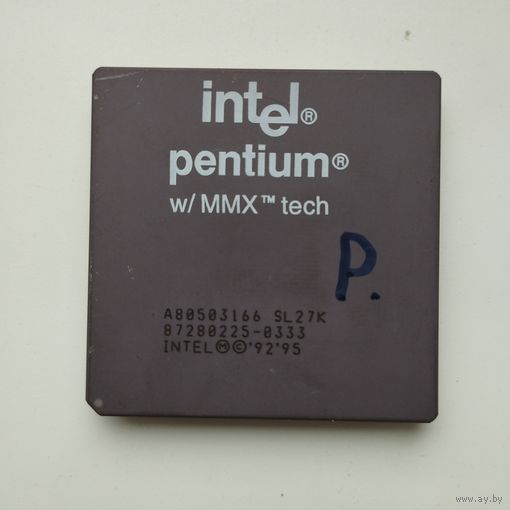 intel®
pentium®
w/ MMX™ tech
P.
A80503166 SL27K
87280225-0333
INTEL Ⓜ © '92 '95
www.ay.by